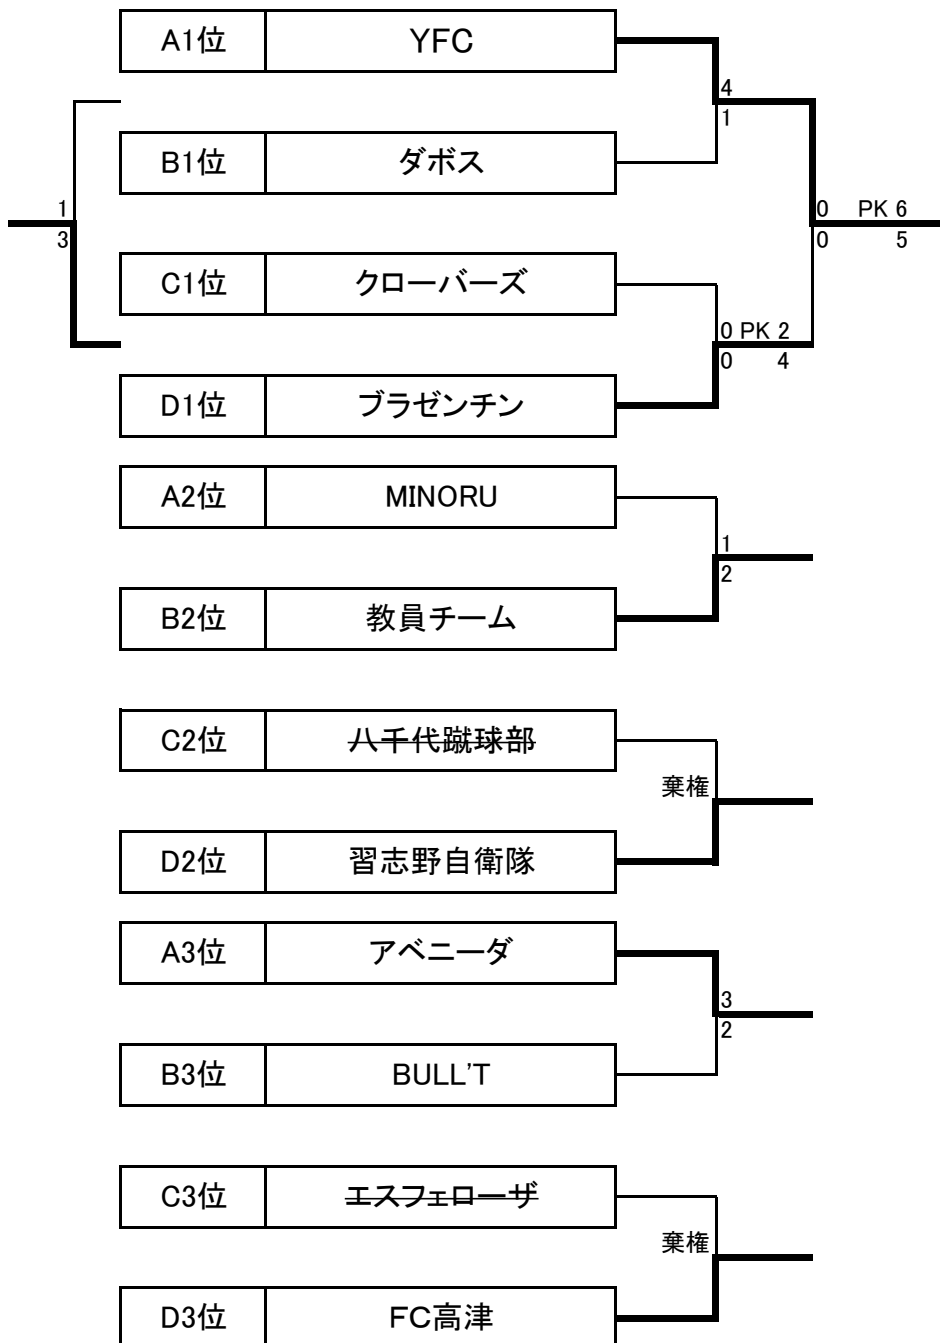 A1位 YFC
4
1
B1位 ダボス
1
3
0 PK 6
0 5
C1位 クローバーズ
0 PK 2
0 4
D1位 ブラゼンチン
A2位 MINORU
1
2
B2位 教員チーム
C2位 八千代蹴球部
棄権
D2位 習志野自衛隊
A3位 アベニーダ
3
2
B3位 BULL'T
C3位 エスフェローザ
棄権
D3位 FC高津